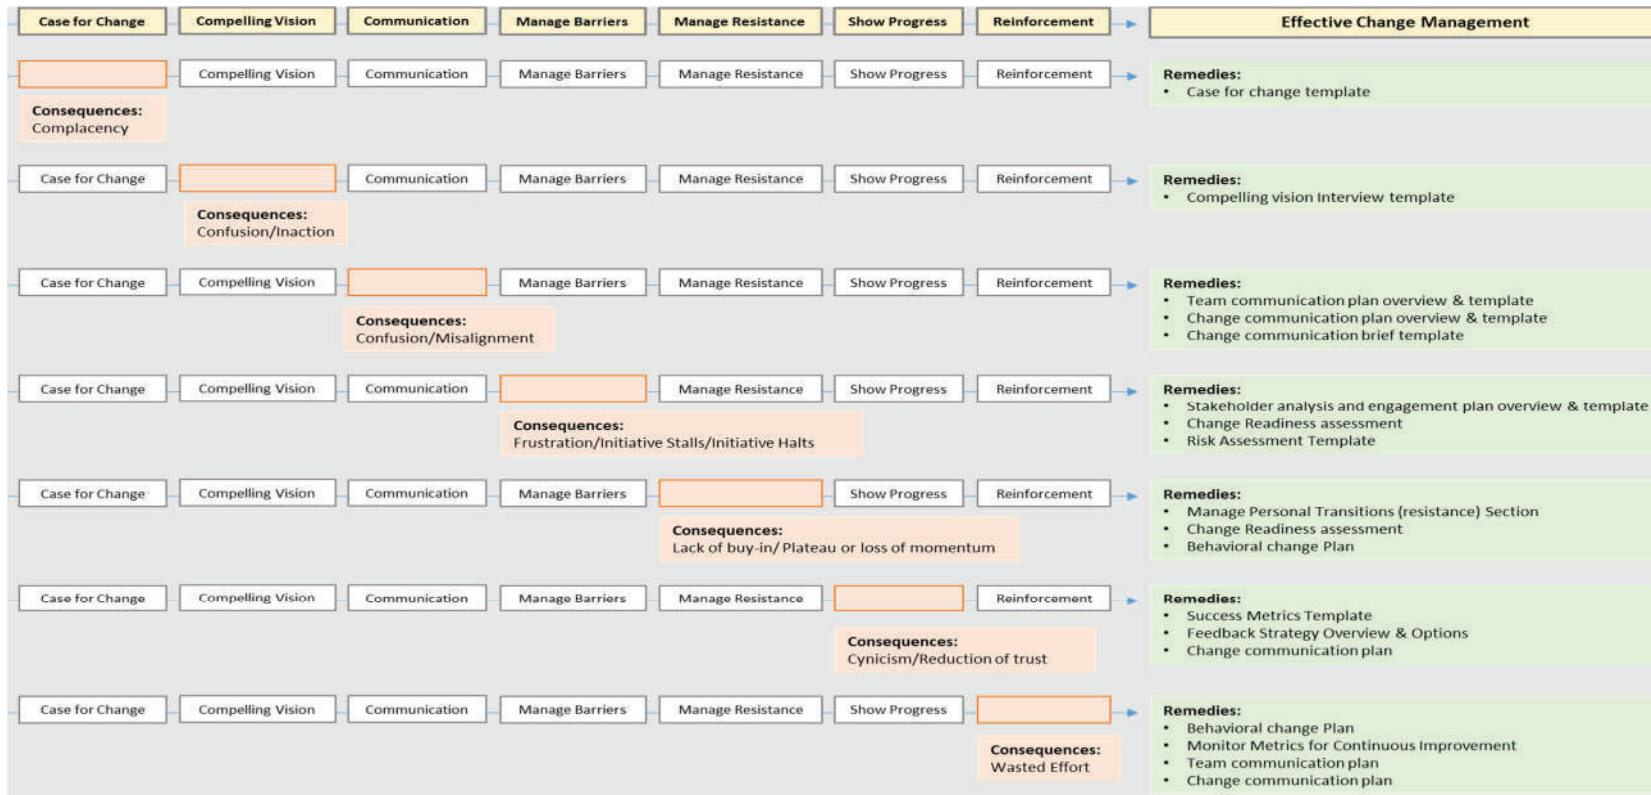 Case for Change
Compelling Vision
Communication
Manage Barriers
Manage Resistance
Show Progress
Reinforcement
Effective Change Management
Compelling Vision
Communication
Manage Barriers
Manage Resistance
Show Progress
Reinforcement
Consequences:
Complacency
Remedies:
• Case for change template
Case for Change
Communication
Manage Barriers
Manage Resistance
Show Progress
Reinforcement
Consequences:
Confusion/Inaction
Remedies:
• Compelling vision Interview template
Case for Change
Compelling Vision
Manage Barriers
Manage Resistance
Show Progress
Reinforcement
Consequences:
Confusion/Misalignment
Remedies:
• Team communication plan overview & template
• Change communication plan overview & template
• Change communication brief template
Case for Change
Compelling Vision
Communication
Manage Resistance
Show Progress
Reinforcement
Consequences:
Frustration/Initiative Stalls/Initiative Halts
Remedies:
• Stakeholder analysis and engagement plan overview & template
• Change Readiness assessment
• Risk Assessment Template
Case for Change
Compelling Vision
Communication
Manage Barriers
Show Progress
Reinforcement
Consequences:
Lack of buy-in/ Plateau or loss of momentum
Remedies:
• Manage Personal Transitions (resistance) Section
• Change Readiness assessment
• Behavioral change Plan
Case for Change
Compelling Vision
Communication
Manage Barriers
Manage Resistance
Reinforcement
Consequences:
Cynicism/Reduction of trust
Remedies:
• Success Metrics Template
• Feedback Strategy Overview & Options
• Change communication plan
Case for Change
Compelling Vision
Communication
Manage Barriers
Manage Resistance
Show Progress
Consequences:
Wasted Effort
Remedies:
• Behavioral change Plan
• Monitor Metrics for Continuous Improvement
• Team communication plan
• Change communication plan